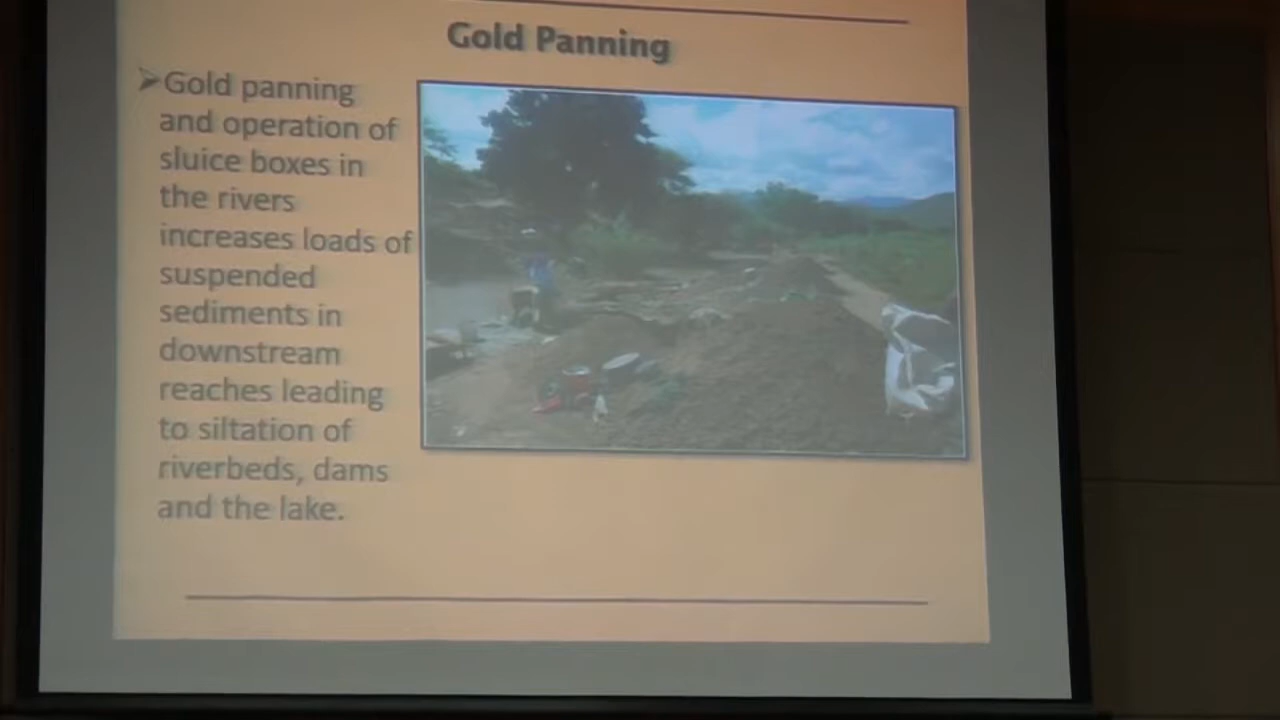 Gold Panning
➤Gold panning
and operation of
sluice boxes in
the rivers
increases loads of
suspended
sediments in
downstream
reaches leading
to siltation of
riverbeds, dams
and the lake.